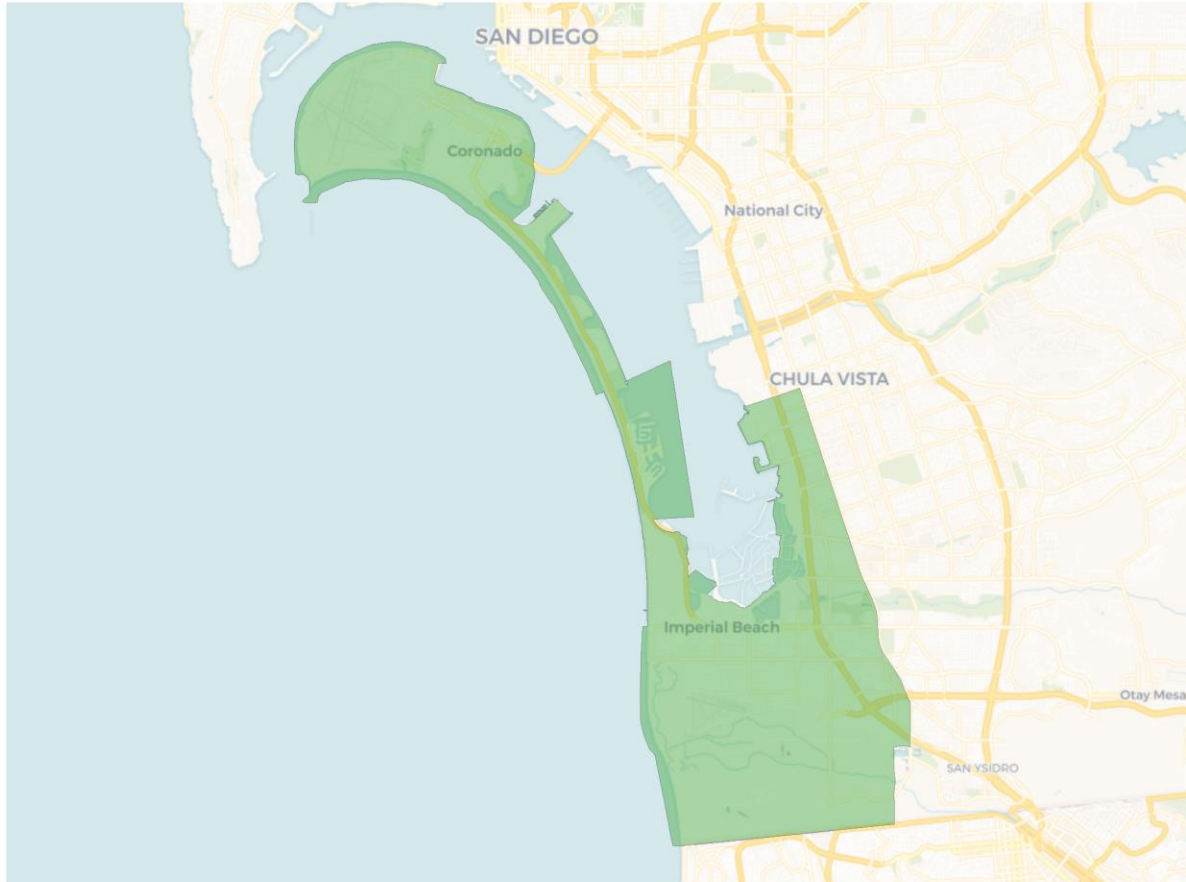 SAN DIEGO
Coronado
National City
CHULA VISTA
Imperial Beach
Otay Mesa
SAN YSIDRO